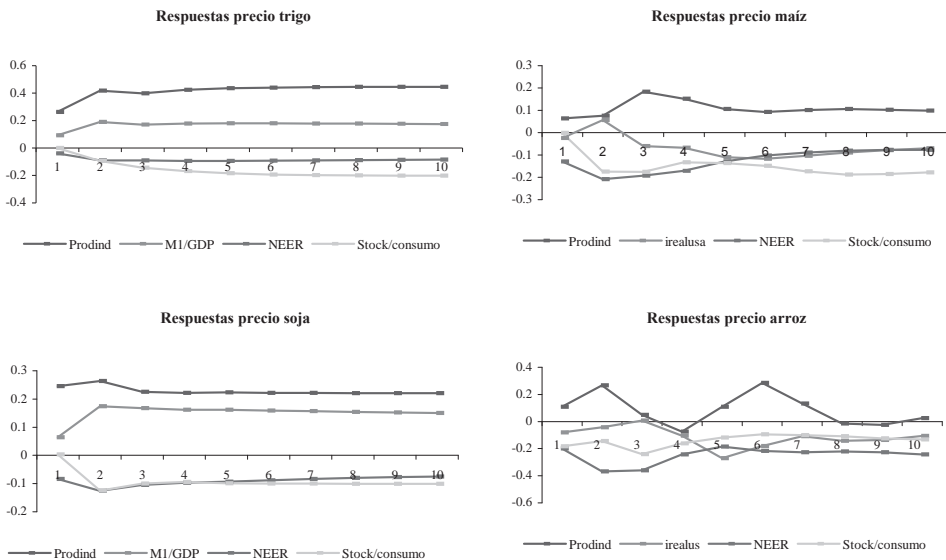 Respuestas precio trigo
0.6
0.4
0.2
0
-0.2
-0.4
1 2 3 4 5 6 7 8 9 10
Prodind M1/GDP NEER Stock/consumo
Respuestas precio maíz
0.3
0.2
0.1
0
-0.1
-0.2
-0.3
1 2 3 4 5 6 7 8 9 10
Prodind irealusa NEER Stock/consumo
Respuestas precio soja
0.3
0.2
0.1
0
-0.1
-0.2
1 2 3 4 5 6 7 8 9 10
Prodind M1/GDP NEER Stock/consumo
Respuestas precio arroz
0.4
0.2
0
-0.2
-0.4
-0.6
1 2 3 4 5 6 7 8 9 10
Prodind irealus NEER Stock/consumo